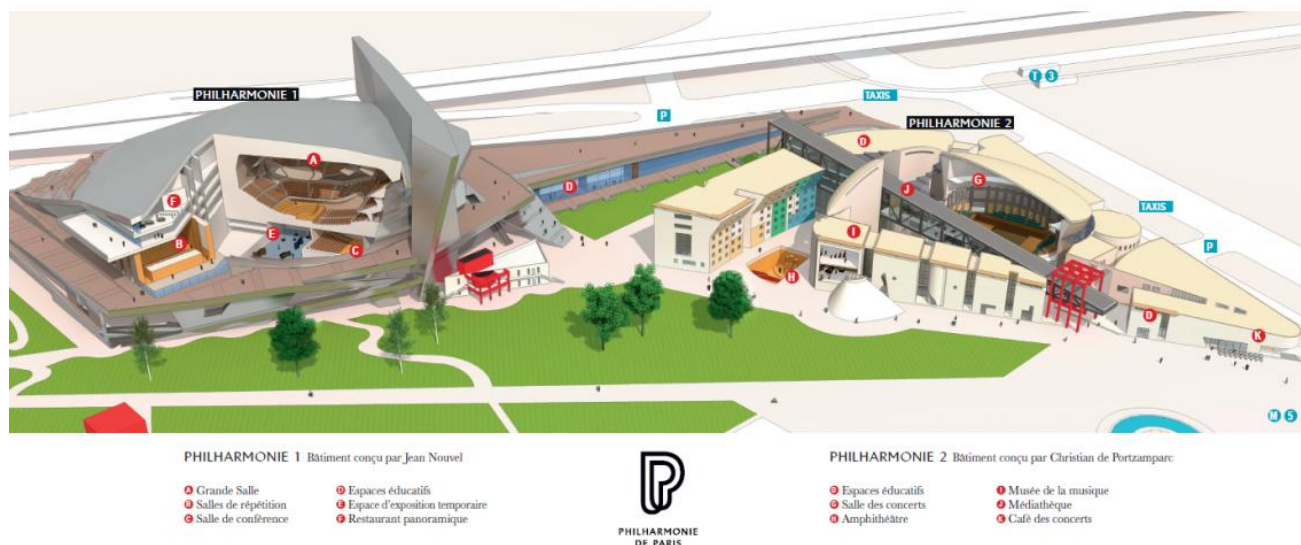 PHILHARMONIE 1
A
F
B
E
C
D
P
TAXIS
T 3
PHILHARMONIE 2
D
G
J
I
H
TAXIS
P
D
K
M 5
PHILHARMONIE 1 Bâtiment conçu par Jean Nouvel
A Grande Salle
B Salles de répétition
C Salle de conférence
D Espaces éducatifs
E Espace d'exposition temporaire
F Restaurant panoramique
PHILHARMONIE
DE PARIS
PHILHARMONIE 2 Bâtiment conçu par Christian de Portzamparc
D Espaces éducatifs
G Salle des concerts
H Amphithéâtre
I Musée de la musique
J Médiathèque
K Café des concerts